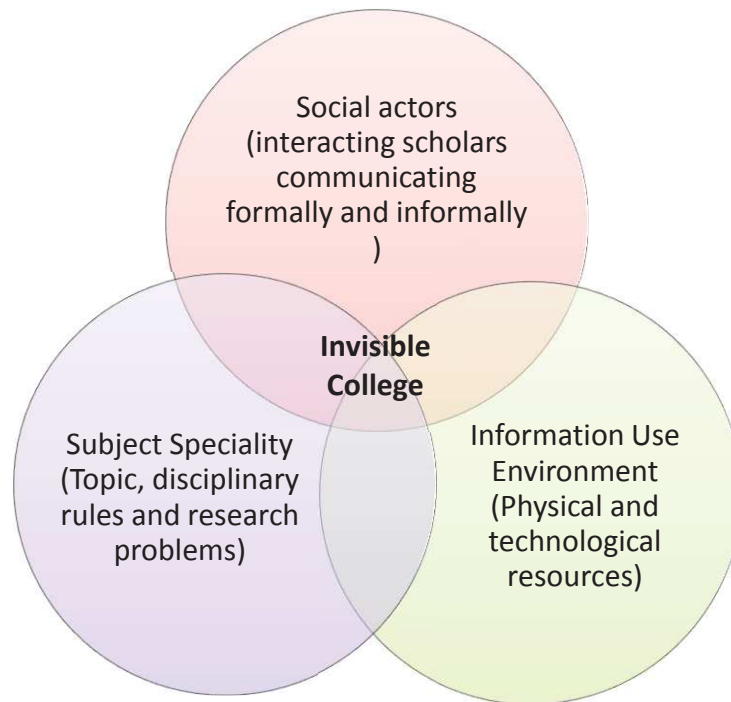 Social actors
(interacting scholars
communicating
formally and informally
)
Invisible
College
Subject Speciality
(Topic, disciplinary
rules and research
problems)
Information Use
Environment
(Physical and
technological
resources)